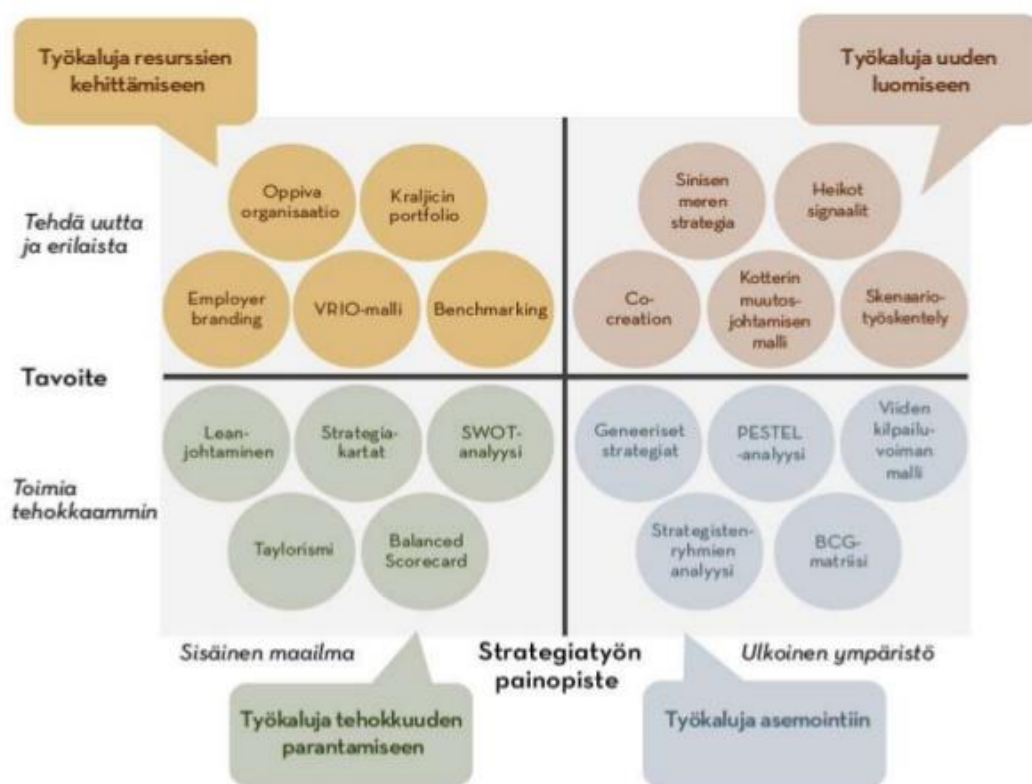 Työkaluja resurssien
kehittämiseen
Työkaluja uuden
luomiseen
Tehdä uutta
ja erilaista
Oppiva
organisaatio
Kraljicin
portfolio
Employer
branding
VRIO-malli
Benchmarking
Sinisen
meren
strategia
Heikot
signaalit
Co-
creation
Kotterin
muutos-
johtamisen
malli
Skenaario-
työskentely
Tavoite
Toimia
tehokkaammin
Lean-
johtaminen
Strategia-
kartat
SWOT-
analyysi
Taylorismi
Balanced
Scorecard
Geneeriset
strategiat
PESTEL
-analyysi
Viiden
kilpailu-
voiman
malli
Strategisten-
ryhmien
analyysi
BCG-
matriisi
Sisäinen maailma
Strategiatyön
painopiste
Ulkoinen ympäristö
Työkaluja tehokkuuden
parantamiseen
Työkaluja asemointiin